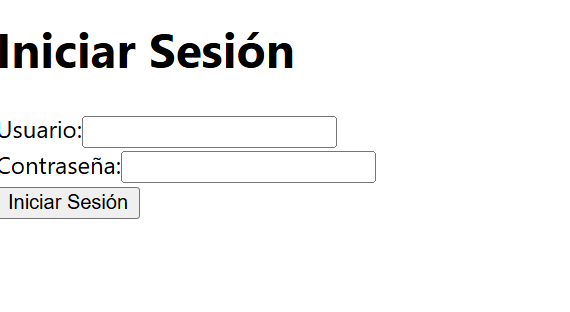 Iniciar Sesión
Usuario:
Contraseña:
Iniciar Sesión